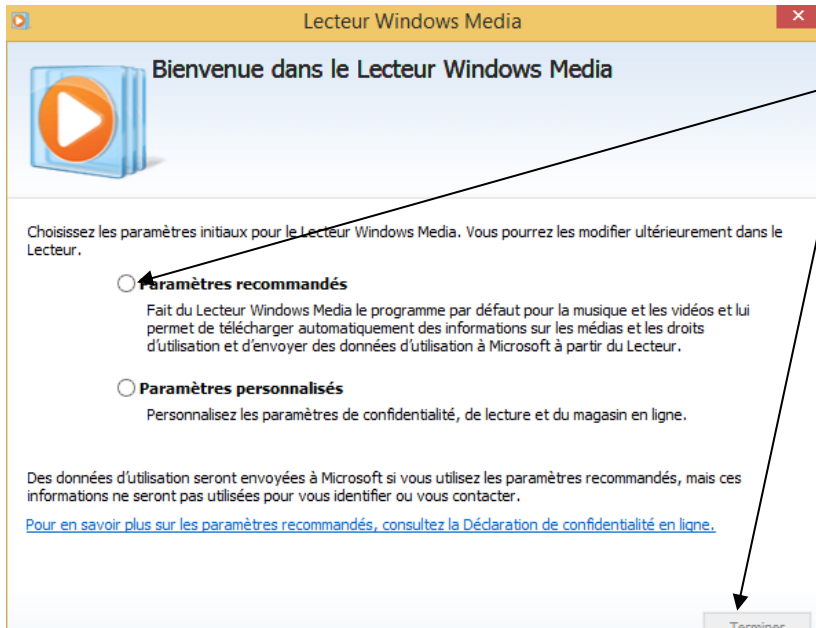 Lecteur Windows Media
Bienvenue dans le Lecteur Windows Media
Choisissez les paramètres initiaux pour le Lecteur Windows Media. Vous pourrez les modifier ultérieurement dans le
Lecteur.
Paramètres recommandés
Fait du Lecteur Windows Media le programme par défaut pour la musique et les vidéos et lui
permet de télécharger automatiquement des informations sur les médias et les droits
d'utilisation et d'envoyer des données d'utilisation à Microsoft à partir du Lecteur.
Paramètres personnalisés
Personnalisez les paramètres de confidentialité, de lecture et du magasin en ligne.
Des données d'utilisation seront envoyées à Microsoft si vous utilisez les paramètres recommandés, mais ces
informations ne seront pas utilisées pour vous identifier ou vous contacter.
Pour en savoir plus sur les paramètres recommandés, consultez la Déclaration de confidentialité en ligne.
Terminer